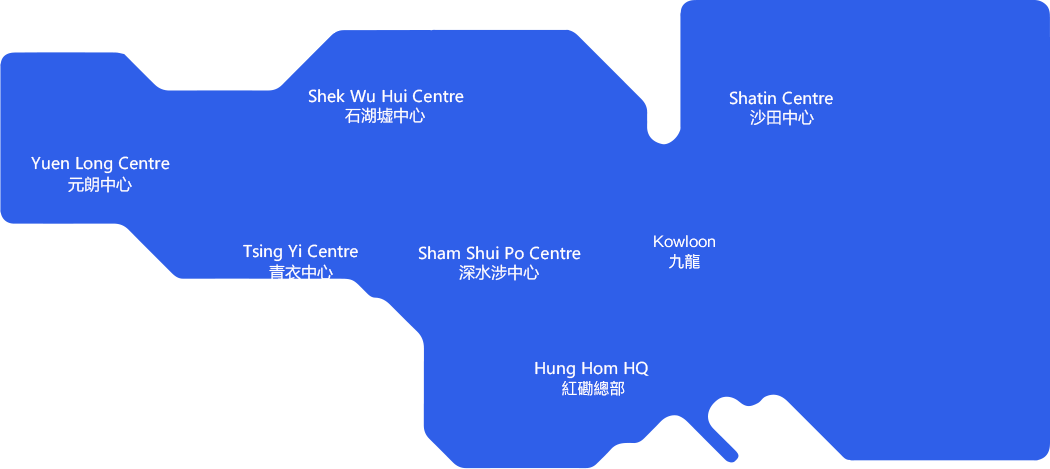 Shek Wu Hui Centre
石湖墟中心
Shatin Centre
沙田中心
Yuen Long Centre
元朗中心
Tsing Yi Centre
青衣中心
Sham Shui Po Centre
深水涉中心
Kowloon
九龍
Hung Hom HQ
紅磡總部